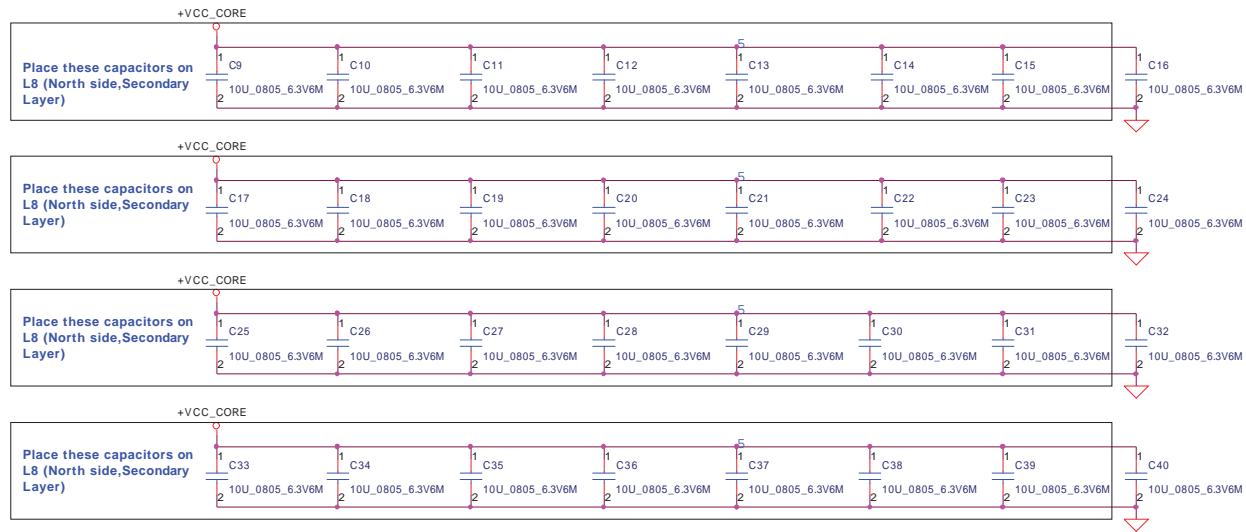 +VCC_CORE
5
Place these capacitors on
L8 (North side,Secondary
Layer)
1 1 1 1 1 1 1 1
C9 C10 C11 C12 C13 C14 C15 C16
10U_0805_6.3V6M 10U_0805_6.3V6M 10U_0805_6.3V6M 10U_0805_6.3V6M 10U_0805_6.3V6M 10U_0805_6.3V6M 10U_0805_6.3V6M 10U_0805_6.3V6M
2 2 2 2 2 2 2 2
+VCC_CORE
5
Place these capacitors on
L8 (North side,Secondary
Layer)
1 1 1 1 1 1 1 1
C17 C18 C19 C20 C21 C22 C23 C24
10U_0805_6.3V6M 10U_0805_6.3V6M 10U_0805_6.3V6M 10U_0805_6.3V6M 10U_0805_6.3V6M 10U_0805_6.3V6M 10U_0805_6.3V6M 10U_0805_6.3V6M
2 2 2 2 2 2 2 2
+VCC_CORE
5
Place these capacitors on
L8 (North side,Secondary
Layer)
1 1 1 1 1 1 1 1
C25 C26 C27 C28 C29 C30 C31 C32
10U_0805_6.3V6M 10U_0805_6.3V6M 10U_0805_6.3V6M 10U_0805_6.3V6M 10U_0805_6.3V6M 10U_0805_6.3V6M 10U_0805_6.3V6M 10U_0805_6.3V6M
2 2 2 2 2 2 2 2
+VCC_CORE
5
Place these capacitors on
L8 (North side,Secondary
Layer)
1 1 1 1 1 1 1 1
C33 C34 C35 C36 C37 C38 C39 C40
10U_0805_6.3V6M 10U_0805_6.3V6M 10U_0805_6.3V6M 10U_0805_6.3V6M 10U_0805_6.3V6M 10U_0805_6.3V6M 10U_0805_6.3V6M 10U_0805_6.3V6M
2 2 2 2 2 2 2 2